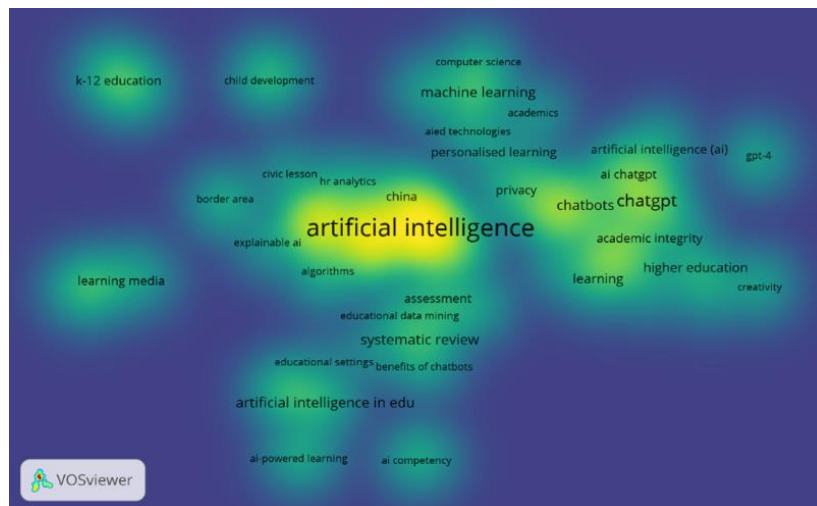 computer science
k-12 education
child development
machine learning
academics
aied technologies
personalised learning
artificial intelligence (ai)
gpt-4
civic lesson
hr analytics
ai chatgpt
border area
china
privacy
chatbots
chatgpt
artificial intelligence
explainable ai
academic integrity
algorithms
learning media
learning
higher education
creativity
assessment
educational data mining
systematic review
educational settings
benefits of chatbots
artificial intelligence in edu
ai-powered learning
ai competency
VOSviewer